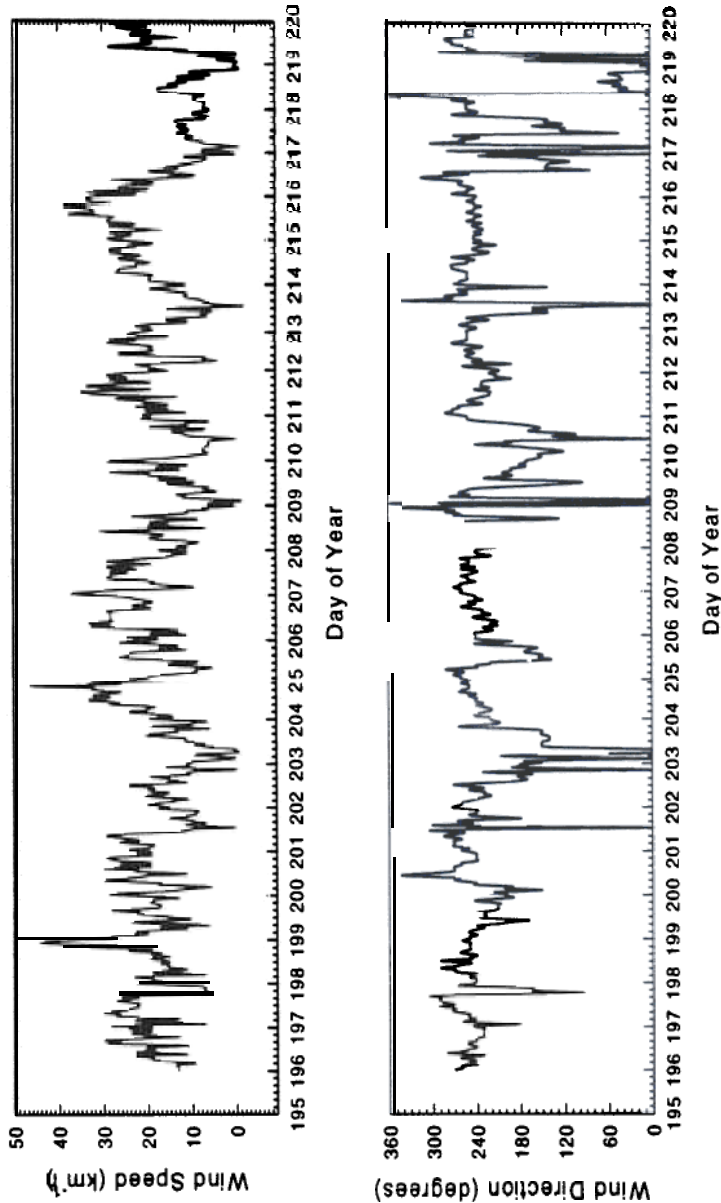 Wind Speed (km·h)
50
40
30
20
10
0
195 196 197 198 199 200 201 202 203 204 25 206 207 208 209 210 211 212 213 214 215 216 217 218 219 220
Day of Year
Wind Direction (degrees)
360
300
240
180
120
60
0
195 196 197 198 199 200 201 202 203 204 205 206 207 208 209 210 211 212 213 214 215 216 217 218 219 220
Day of Year